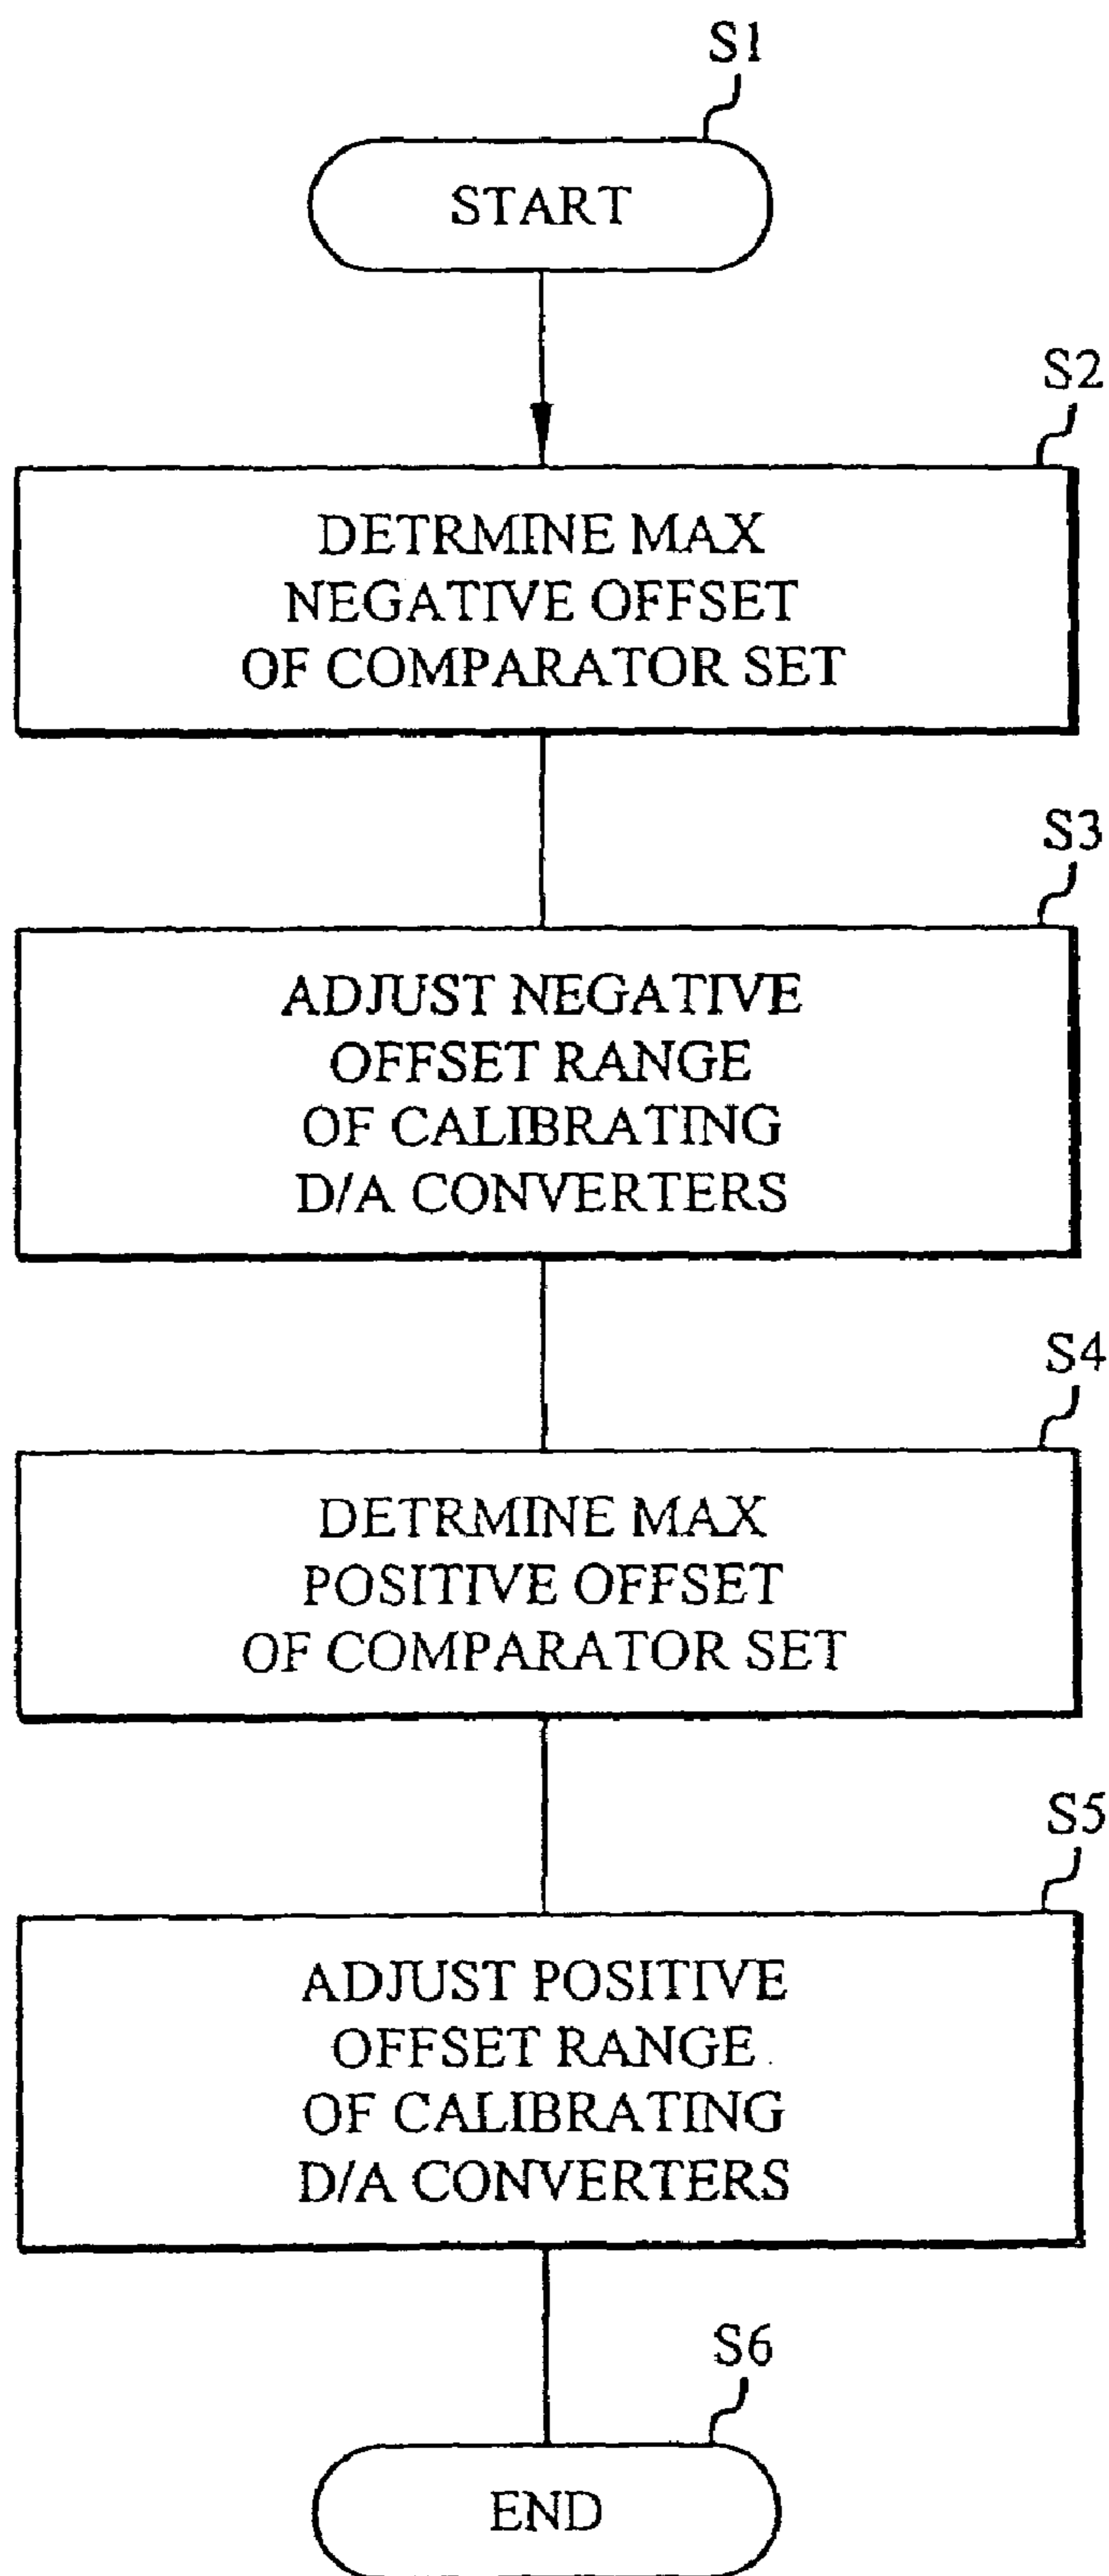 S1
START
S2
DETRMINE MAX
NEGATIVE OFFSET
OF COMPARATOR SET
S3
ADJUST NEGATIVE
OFFSET RANGE
OF CALIBRATING
D/A CONVERTERS
S4
DETRMINE MAX
POSITIVE OFFSET
OF COMPARATOR SET
S5
ADJUST POSITIVE
OFFSET RANGE
OF CALIBRATING
D/A CONVERTERS
S6
END